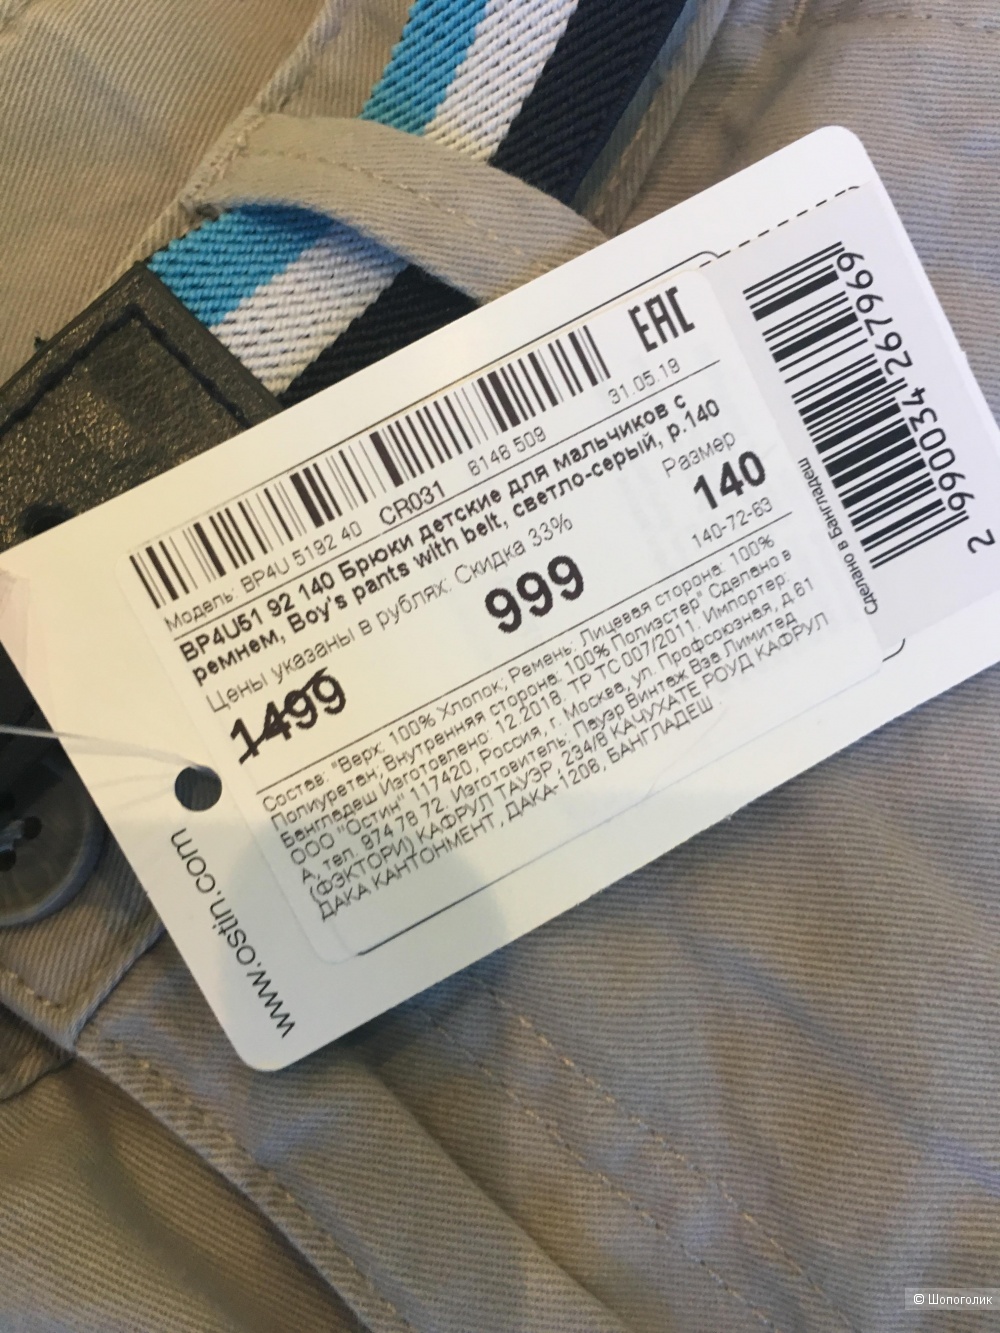 EAC
31.05.19
Модель: BP4U 5192 40 CR031 6148 509
BP4U51 92 140 Брюки детские для мальчиков с
ремнем, Boy's pants with belt, светло-серый, р.140
Цены указаны в рублях. Скидка 33%
Размер
1499
999
140
140-72-63
Состав: "Верх: 100% Хлопок; Ремень: Лицевая сторона: 100%
Полиуретан; Внутренняя сторона: 100% Полиэстер" Сделано в
Бангладеш Изготовлено: 12.2018. ТР ТС 007/2011. Импортер:
ООО "Остин" 117420, Россия, г. Москва, ул. Профсоюзная, д.61
А, тел. 974 78 72. Изготовитель: Пауэр Винтаж Вэа Лимитед
(ФЭКТОРИ) КАФРУЛ ТАУЭР, 234/8 КАЧУХАТЕ РОУД КАФРУЛ
ДАКА КАНТОНМЕНТ, ДАКА-1206, БАНГЛАДЕШ
www.ostin.com
Сделано в Бангладеш
2 990034 267969
© Шопоголик